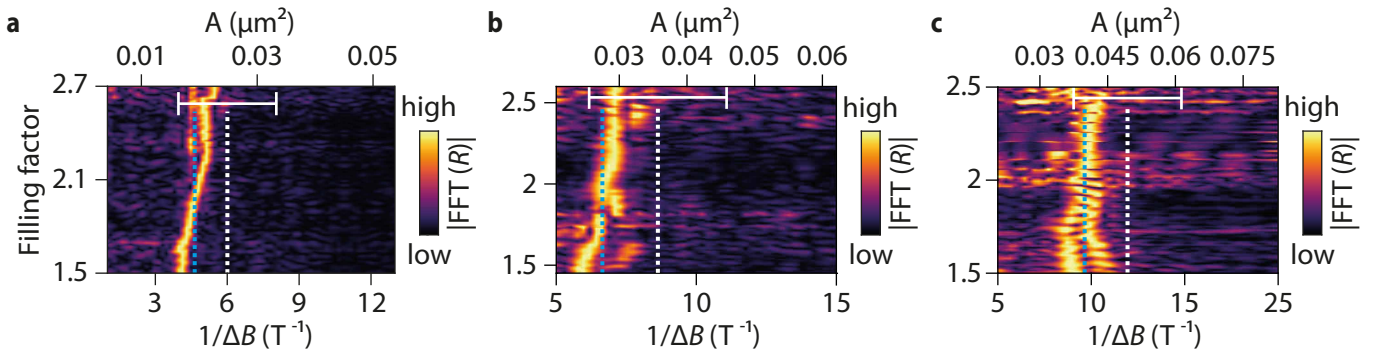 a
A (µm²)
0.01 0.03 0.05
Filling factor
2.7
2.1
1.5
3 6 9 12
1/ΔB (T⁻¹)
high
low
|FFT (R)|
b
A (µm²)
0.03 0.04 0.05 0.06
2.5
2
1.5
5 10 15
1/ΔB (T⁻¹)
high
low
|FFT (R)|
c
A (µm²)
0.03 0.045 0.06 0.075
2.5
2
1.5
5 10 15 25
1/ΔB (T⁻¹)
high
low
|FFT (R)|